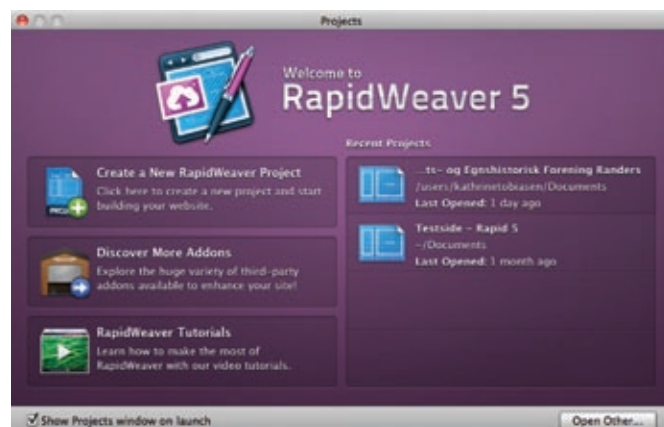 Projects
Welcome to
RapidWeaver 5
Create a New RapidWeaver Project
Click here to create a new project and start
building your website.
PROJ
Discover More Addons
Explore the huge variety of third-party
addons available to enhance your site!
RapidWeaver Tutorials
Learn how to make the most of
RapidWeaver with our video tutorials.
Recent Projects
...ts- og Egnshistorisk Forening Randers
/users/kathrinetobiasen/Documents
Last Opened: 1 day ago
Testside - Rapid 5
~/Documents
Last Opened: 1 month ago
Show Projects window on launch
Open Other...